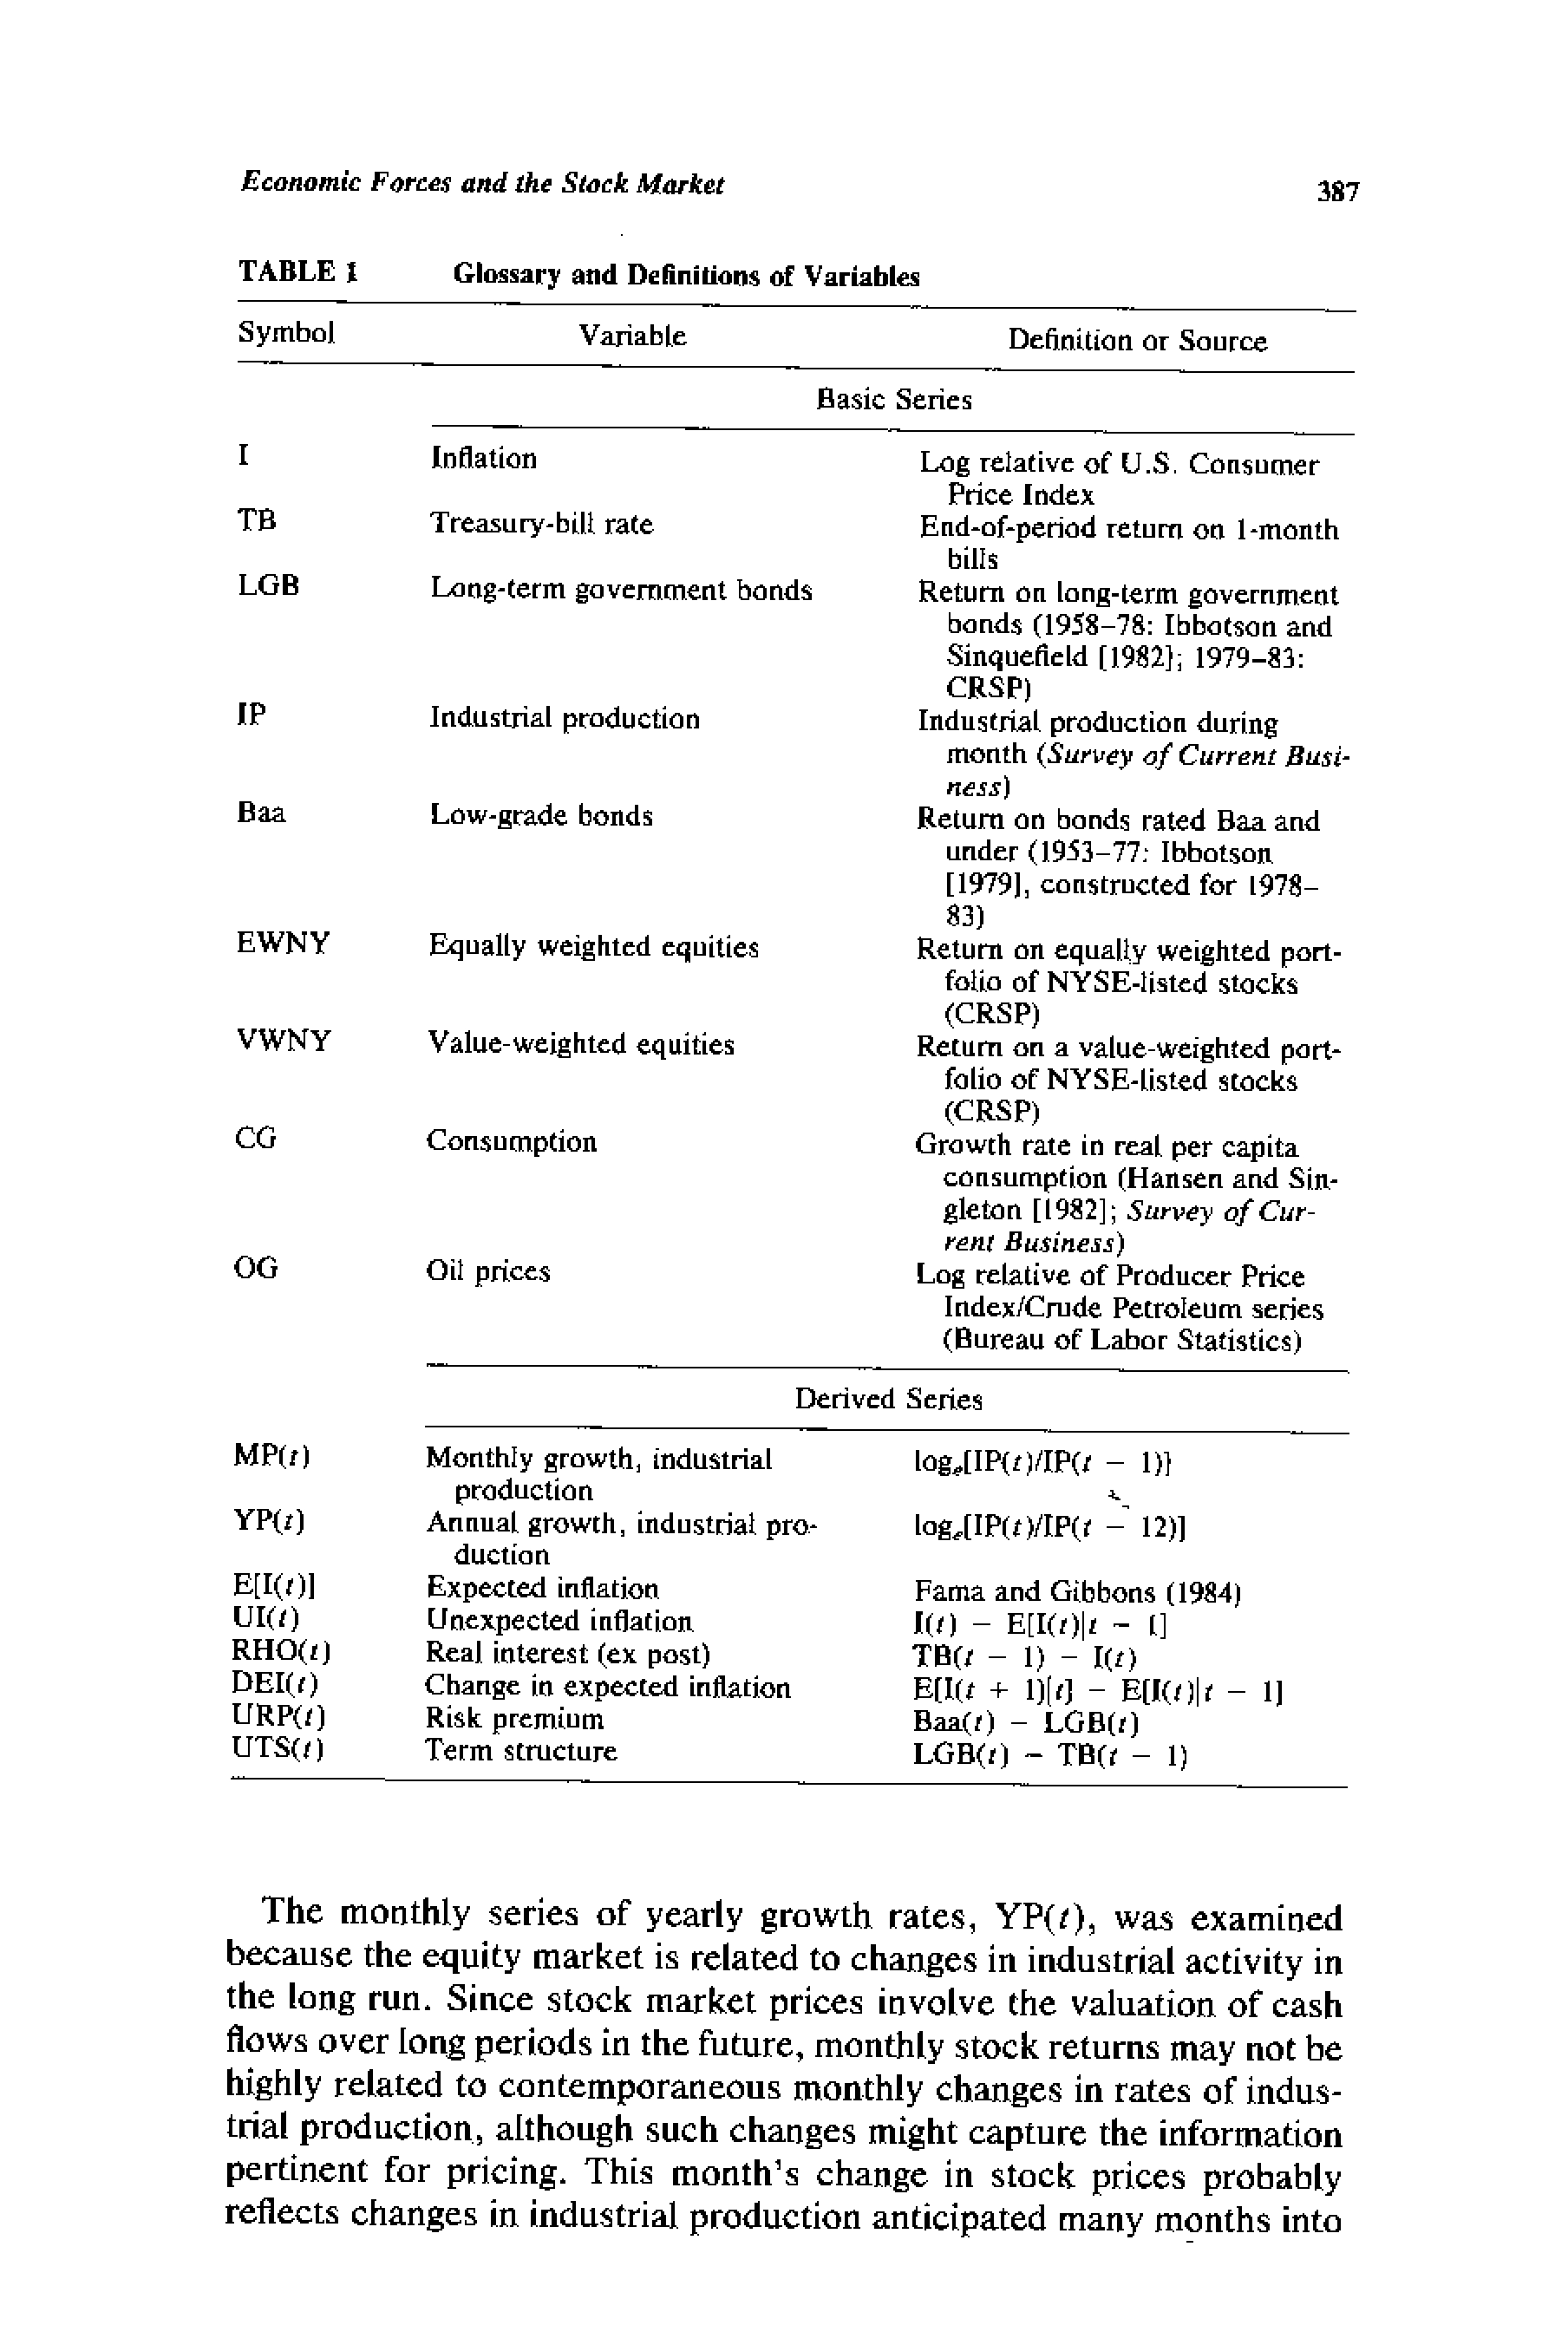 Economic Forces and the Stock Market 387
TABLE 1 Glossary and Definitions of Variables
Symbol Variable Definition or Source
Basic Series
I Inflation Log relative of U.S. Consumer
Price Index
TB Treasury-bill rate End-of-period return on 1-month
bills
LGB Long-term government bonds Return on long-term government
bonds (1958–78: Ibbotson and
Sinquefield [1982]; 1979–83:
CRSP)
IP Industrial production Industrial production during
month (Survey of Current Busi-
ness)
Baa Low-grade bonds Return on bonds rated Baa and
under (1953–77: Ibbotson
[1979], constructed for 1978–
83)
EWNY Equally weighted equities Return on equally weighted port-
folio of NYSE-listed stocks
(CRSP)
VWNY Value-weighted equities Return on a value-weighted port-
folio of NYSE-listed stocks
(CRSP)
CG Consumption Growth rate in real per capita
consumption (Hansen and Sin-
gleton [1982]; Survey of Cur-
rent Business)
OG Oil prices Log relative of Producer Price
Index/Crude Petroleum series
(Bureau of Labor Statistics)
Derived Series
MP(t) Monthly growth, industrial log_e[IP(t)/IP(t − 1)]
production
YP(t) Annual growth, industrial pro- log_e[IP(t)/IP(t − 12)]
duction
E[I(t)] Expected inflation Fama and Gibbons (1984)
UI(t) Unexpected inflation I(t) − E[I(t)|t − 1]
RHO(t) Real interest (ex post) TB(t − 1) − I(t)
DEI(t) Change in expected inflation E[I(t + 1)|t] − E[I(t)|t − 1]
URP(t) Risk premium Baa(t) − LGB(t)
UTS(t) Term structure LGB(t) − TB(t − 1)
The monthly series of yearly growth rates, YP(t), was examined
because the equity market is related to changes in industrial activity in
the long run. Since stock market prices involve the valuation of cash
flows over long periods in the future, monthly stock returns may not be
highly related to contemporaneous monthly changes in rates of indus-
trial production, although such changes might capture the information
pertinent for pricing. This month's change in stock prices probably
reflects changes in industrial production anticipated many months into